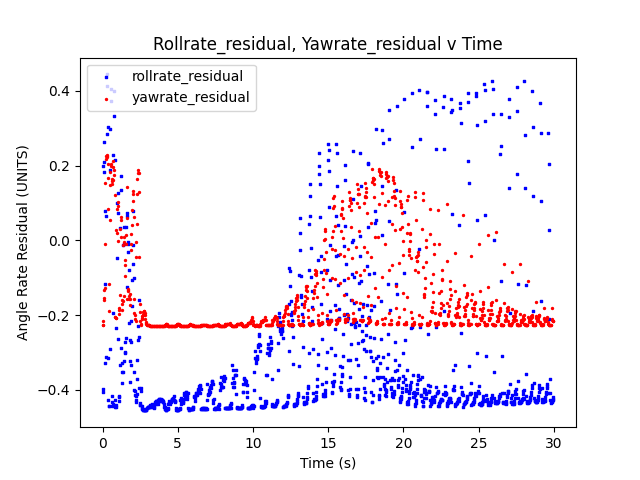 Rollrate_residual, Yawrate_residual v Time
rollrate_residual
yawrate_residual
Angle Rate Residual (UNITS)
0.4
0.2
0.0
−0.2
−0.4
0
5
10
15
20
25
30
Time (s)